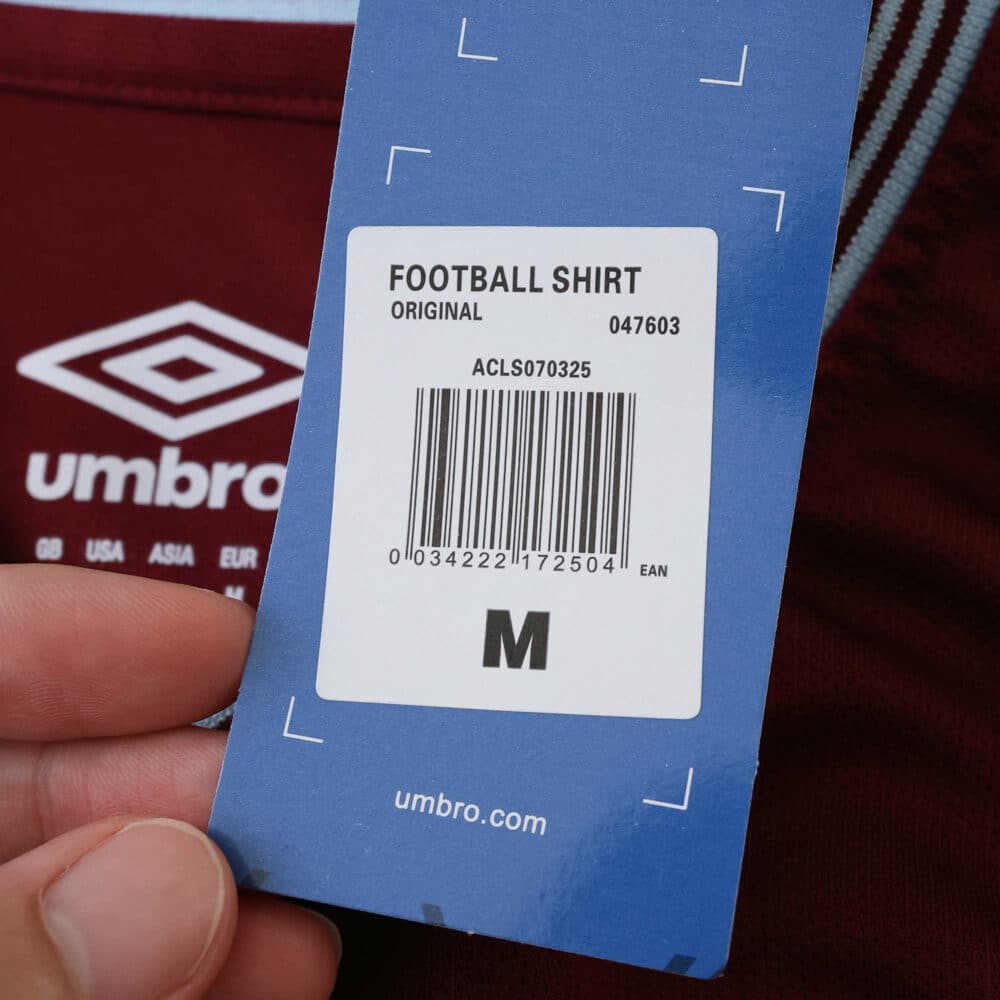 FOOTBALL SHIRT
ORIGINAL
047603
ACLS070325
0 034222 172504 EAN
M
umbro.com
umbro
GB USA ASIA EUR
M